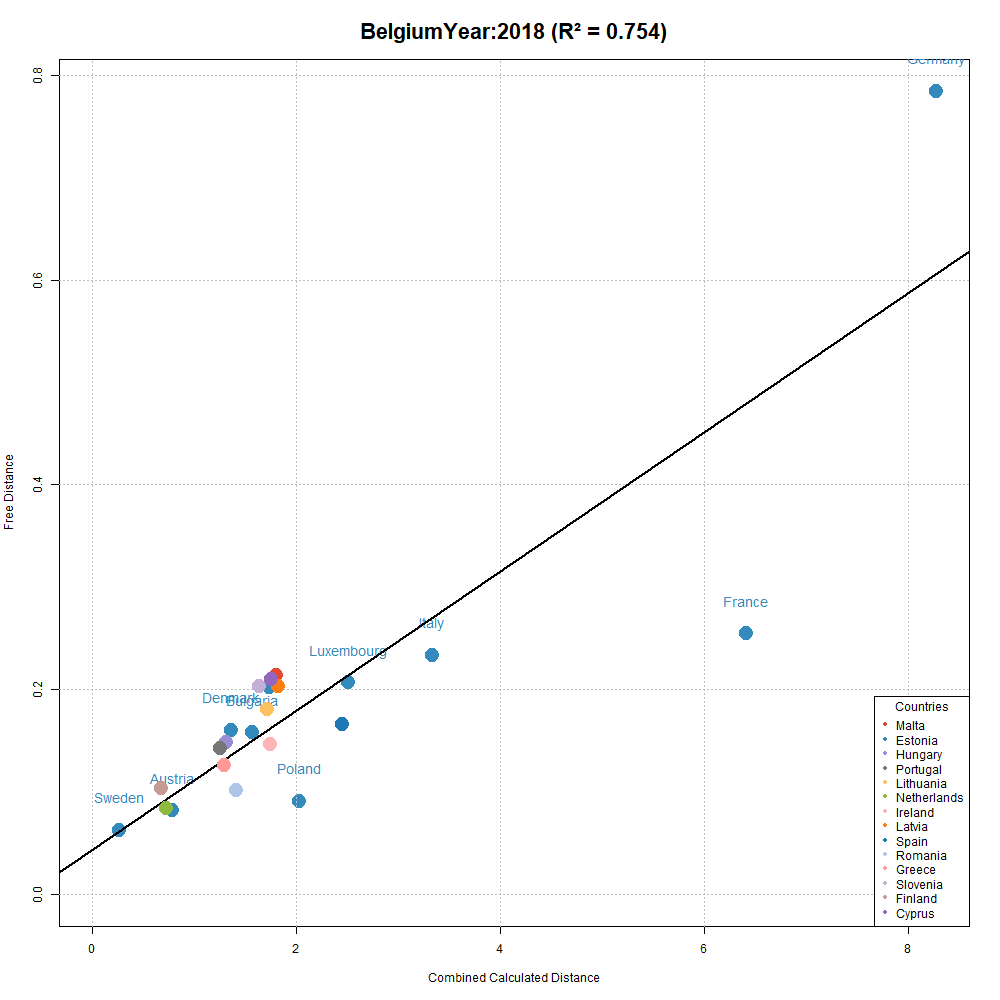 BelgiumYear:2018 (R² = 0.754)
Germany
0.8
0.6
0.4
0.2
0.0
Free Distance
France
Italy
Luxembourg
Denmark
Bulgaria
Poland
Austria
Sweden
Countries
Malta
Estonia
Hungary
Portugal
Lithuania
Netherlands
Ireland
Latvia
Spain
Romania
Greece
Slovenia
Finland
Cyprus
0
2
4
6
8
Combined Calculated Distance